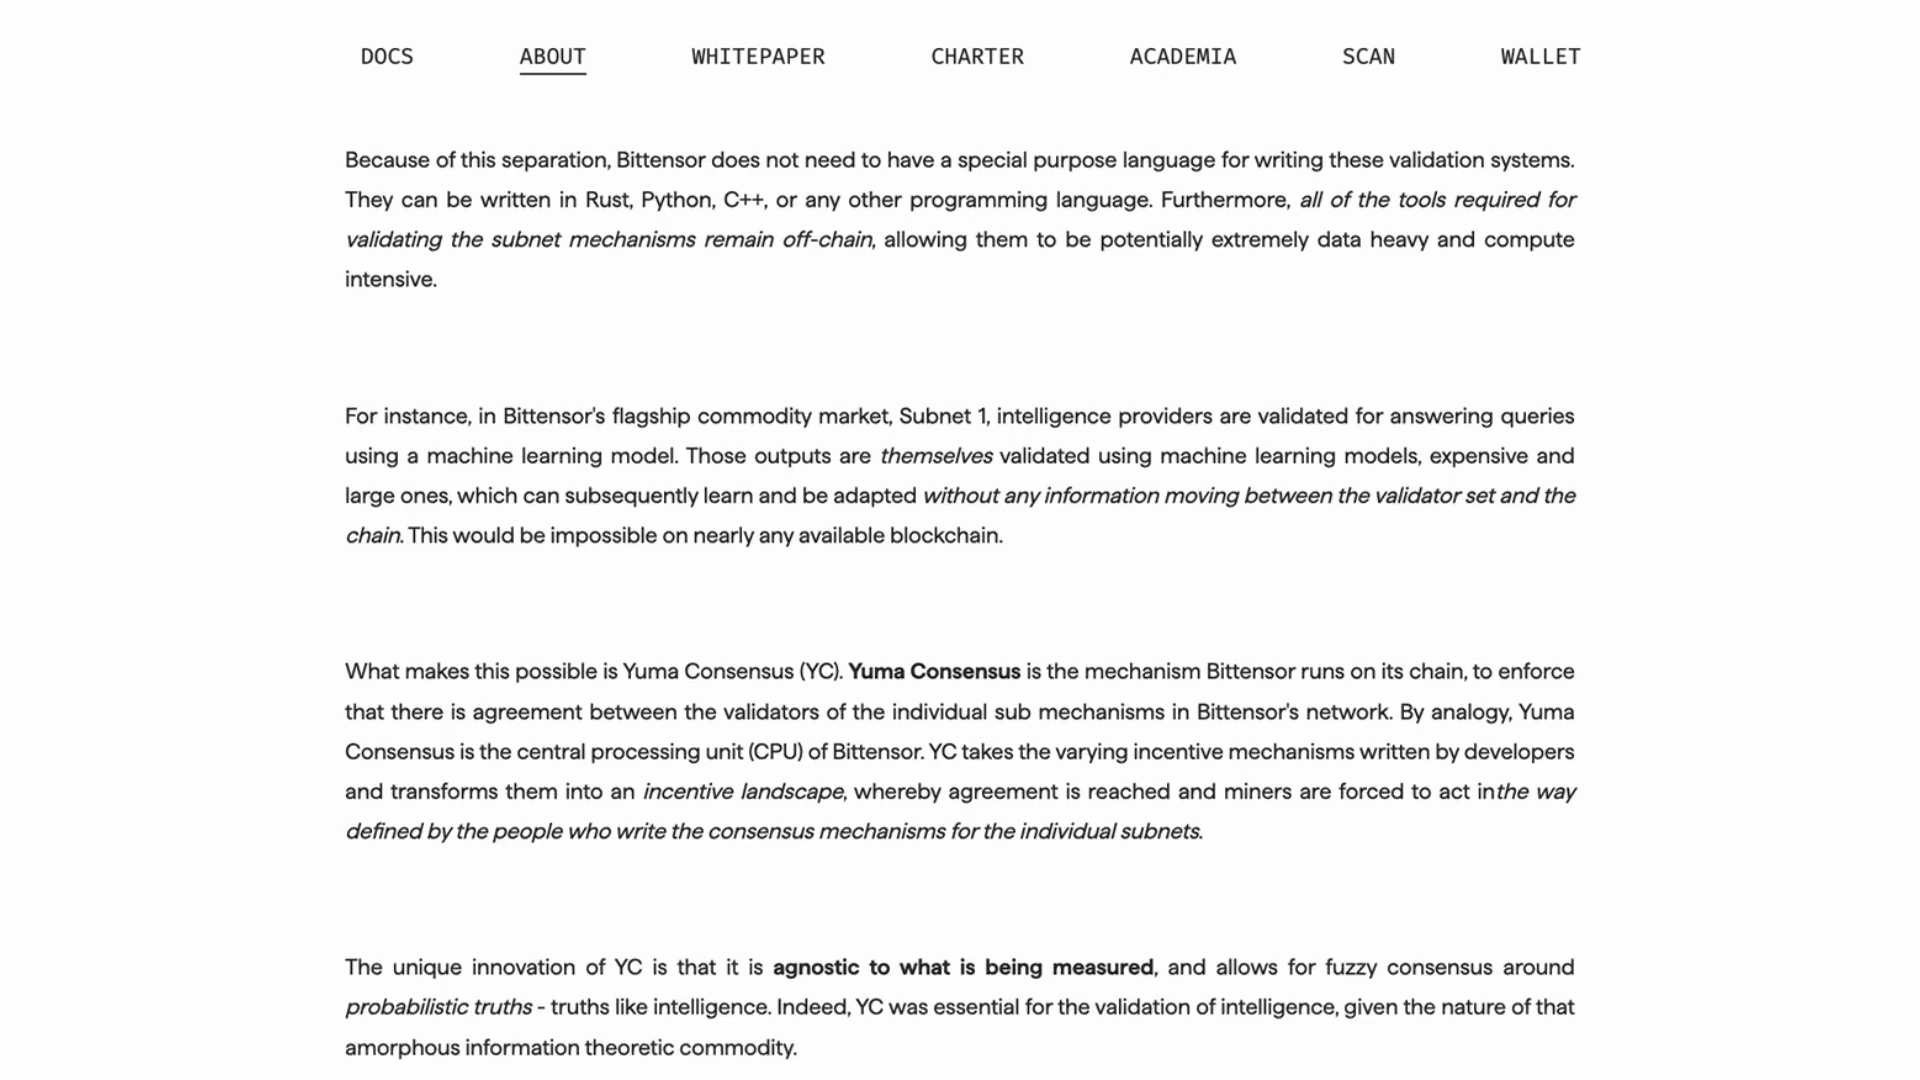 DOCS ABOUT WHITEPAPER CHARTER ACADEMIA SCAN WALLET
Because of this separation, Bittensor does not need to have a special purpose language for writing these validation systems.
They can be written in Rust, Python, C++, or any other programming language. Furthermore, all of the tools required for
validating the subnet mechanisms remain off-chain, allowing them to be potentially extremely data heavy and compute
intensive.
For instance, in Bittensor's flagship commodity market, Subnet 1, intelligence providers are validated for answering queries
using a machine learning model. Those outputs are themselves validated using machine learning models, expensive and
large ones, which can subsequently learn and be adapted without any information moving between the validator set and the
chain. This would be impossible on nearly any available blockchain.
What makes this possible is Yuma Consensus (YC). Yuma Consensus is the mechanism Bittensor runs on its chain, to enforce
that there is agreement between the validators of the individual sub mechanisms in Bittensor's network. By analogy, Yuma
Consensus is the central processing unit (CPU) of Bittensor. YC takes the varying incentive mechanisms written by developers
and transforms them into an incentive landscape, whereby agreement is reached and miners are forced to act inthe way
defined by the people who write the consensus mechanisms for the individual subnets.
The unique innovation of YC is that it is agnostic to what is being measured, and allows for fuzzy consensus around
probabilistic truths - truths like intelligence. Indeed, YC was essential for the validation of intelligence, given the nature of that
amorphous information theoretic commodity.